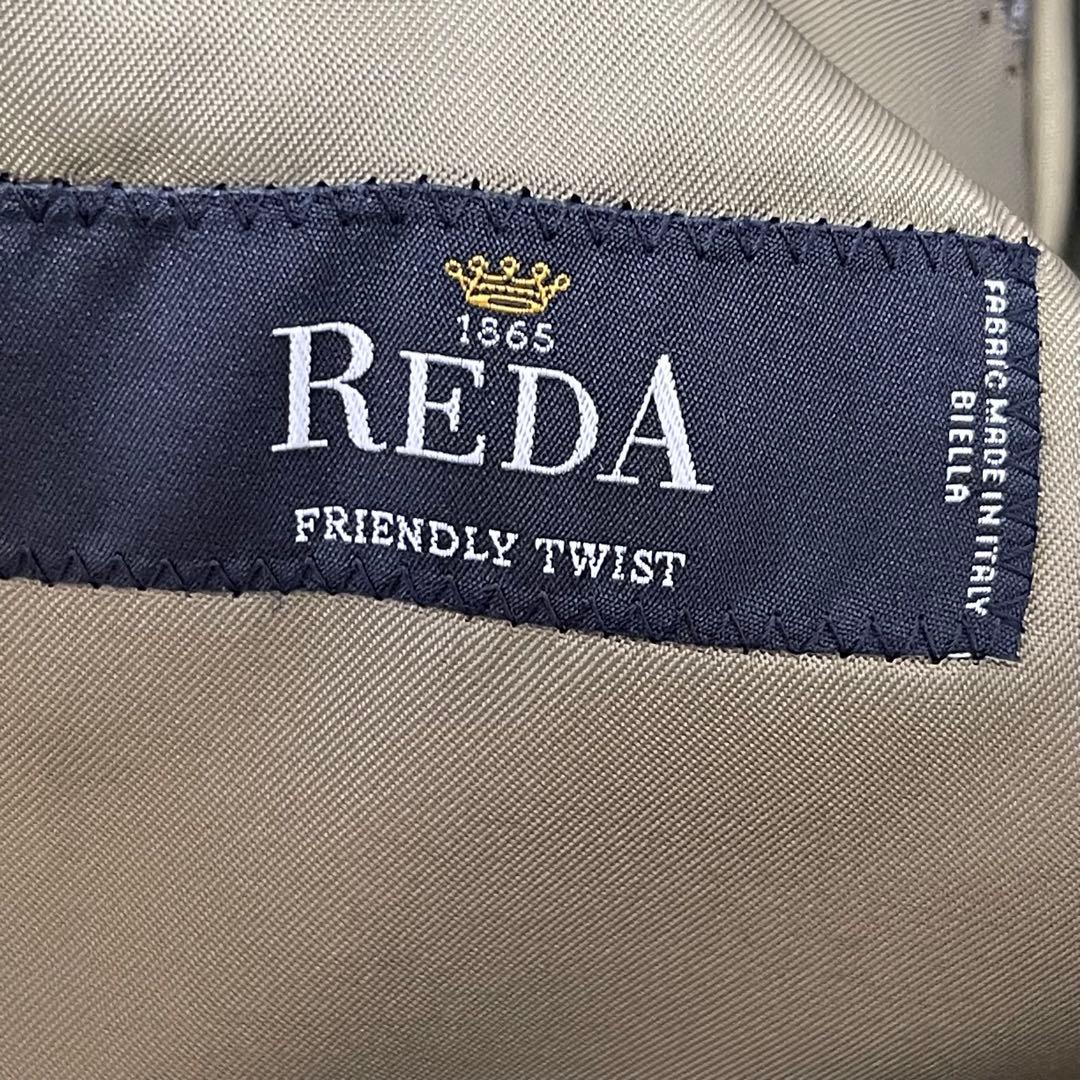 1865
REDA
FRIENDLY TWIST
FABRIC MADE IN ITALY
BIELLA